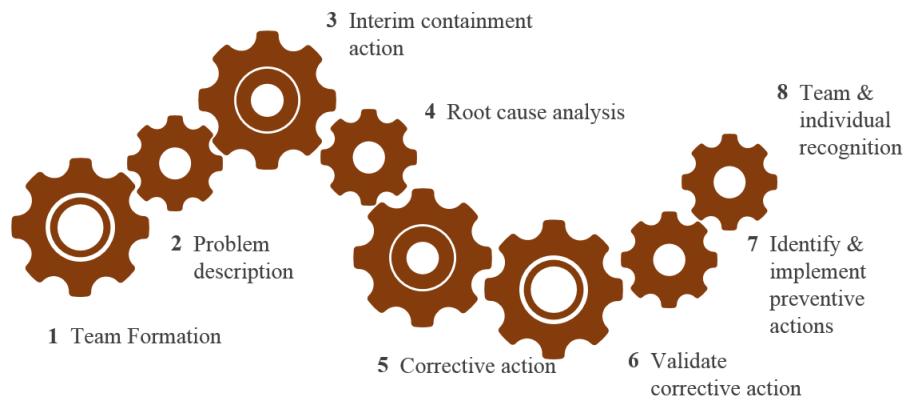 1 Team Formation
2 Problem
description
3 Interim containment
action
4 Root cause analysis
5 Corrective action
6 Validate
corrective action
7 Identify &
implement
preventive
actions
8 Team &
individual
recognition